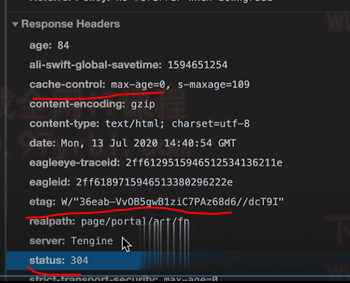 ▼ Response Headers
age: 84
ali-swift-global-savetime: 1594651254
cache-control: max-age=0, s-maxage=109
content-encoding: gzip
content-type: text/html; charset=utf-8
date: Mon, 13 Jul 2020 14:40:54 GMT
eagleeye-traceid: 2ff6129515946512534136211e
eagleid: 2ff6189715946513380296222e
etag: W/"36eab-VvOB5gwB1ziC7PAz68d6//dcT9I"
realpath: page/portal/act/fn
server: Tengine
status: 304
strict-transport-security: max-age=0